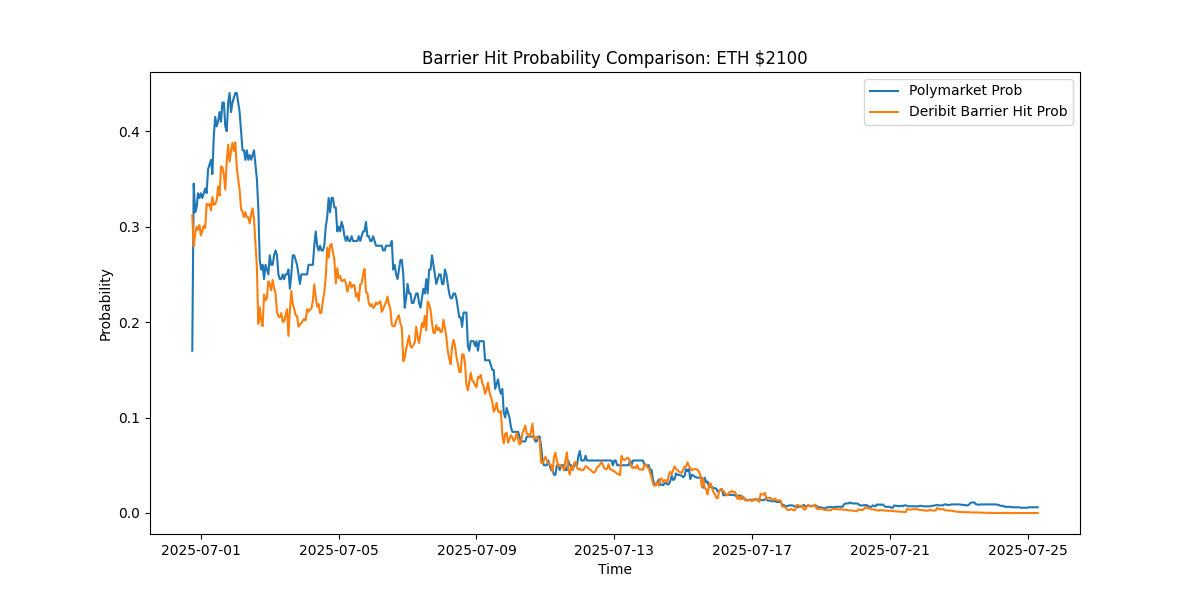 Barrier Hit Probability Comparison: ETH $2100
Polymarket Prob
Deribit Barrier Hit Prob
Probability
0.4
0.3
0.2
0.1
0.0
2025-07-01
2025-07-05
2025-07-09
2025-07-13
2025-07-17
2025-07-21
2025-07-25
Time